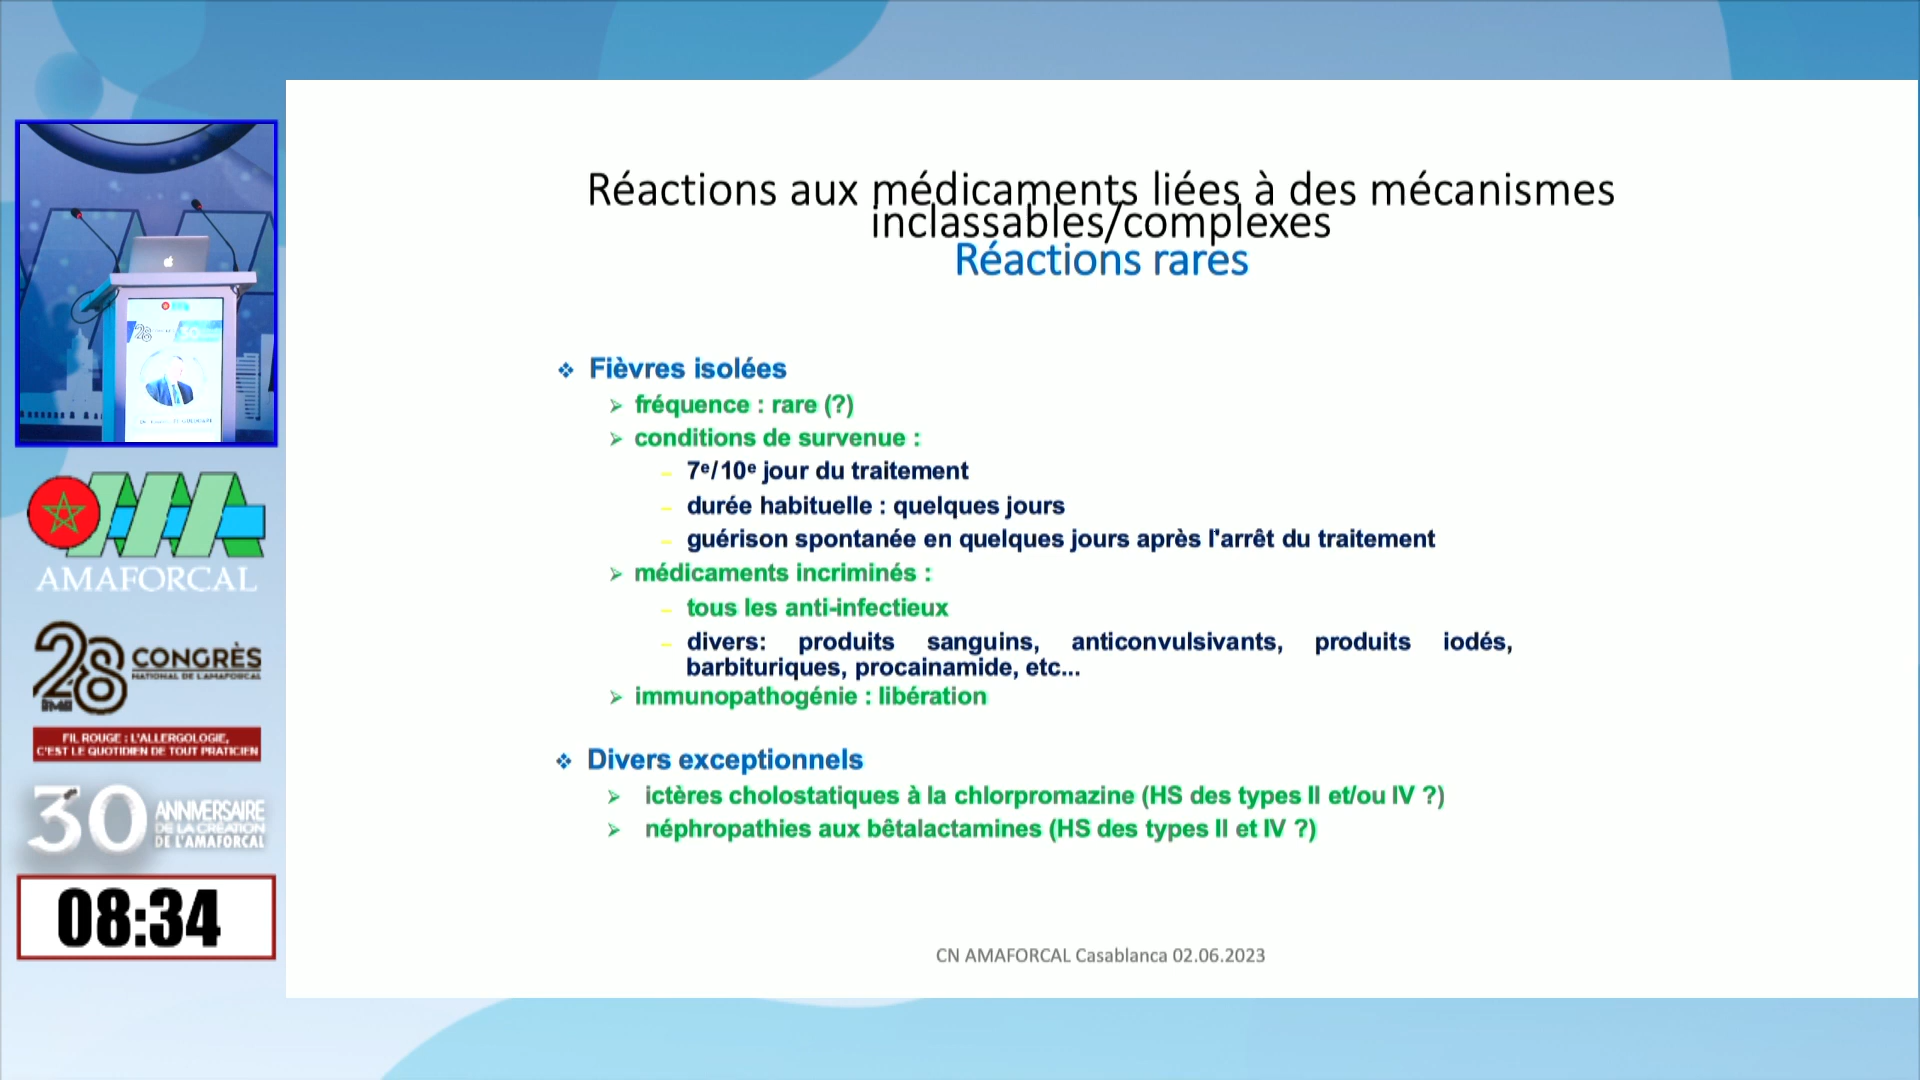 Réactions aux médicaments liées à des mécanismes
inclassables/complexes
Réactions rares
Fièvres isolées
fréquence : rare (?)
conditions de survenue :
7e/10e jour du traitement
durée habituelle : quelques jours
guérison spontanée en quelques jours après l'arrêt du traitement
médicaments incriminés :
tous les anti-infectieux
divers: produits sanguins, anticonvulsivants, produits iodés,
barbituriques, procainamide, etc...
immunopathogénie : libération
Divers exceptionnels
ictères cholostatiques à la chlorpromazine (HS des types II et/ou IV ?)
néphropathies aux bêtalactamines (HS des types II et IV ?)
CN AMAFORCAL Casablanca 02.06.2023
28
30
AMAFORCAL
28 CONGRÈS
NATIONAL DE L'AMAFORCAL
FIL ROUGE : L'ALLERGOLOGIE,
C'EST LE QUOTIDIEN DE TOUT PRATICIEN
30 ANNIVERSAIRE
DE LA CRÉATION
DE L'AMAFORCAL
08:34